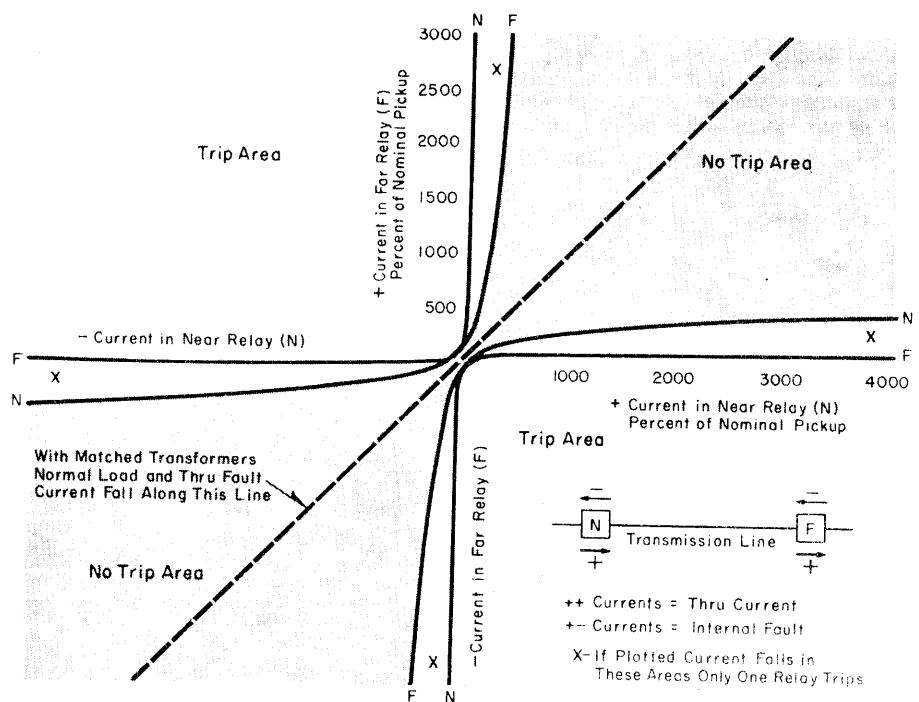 N F
3000
X
2500
2000
1500
1000
500
+ Current in Far Relay (F)
Percent of Nominal Pickup
Trip Area
No Trip Area
− Current in Near Relay (N)
F
X
N
N
X
F
1000 2000 3000 4000
+ Current in Near Relay (N)
Percent of Nominal Pickup
Trip Area
With Matched Transformers
Normal Load and Thru Fault
Current Fall Along This Line
No Trip Area
− Current in Far Relay (F)
− −
N F
Transmission Line
+ +
++ Currents = Thru Current
+− Currents = Internal Fault
X- If Plotted Current Falls in
These Areas Only One Relay Trips
X
F N